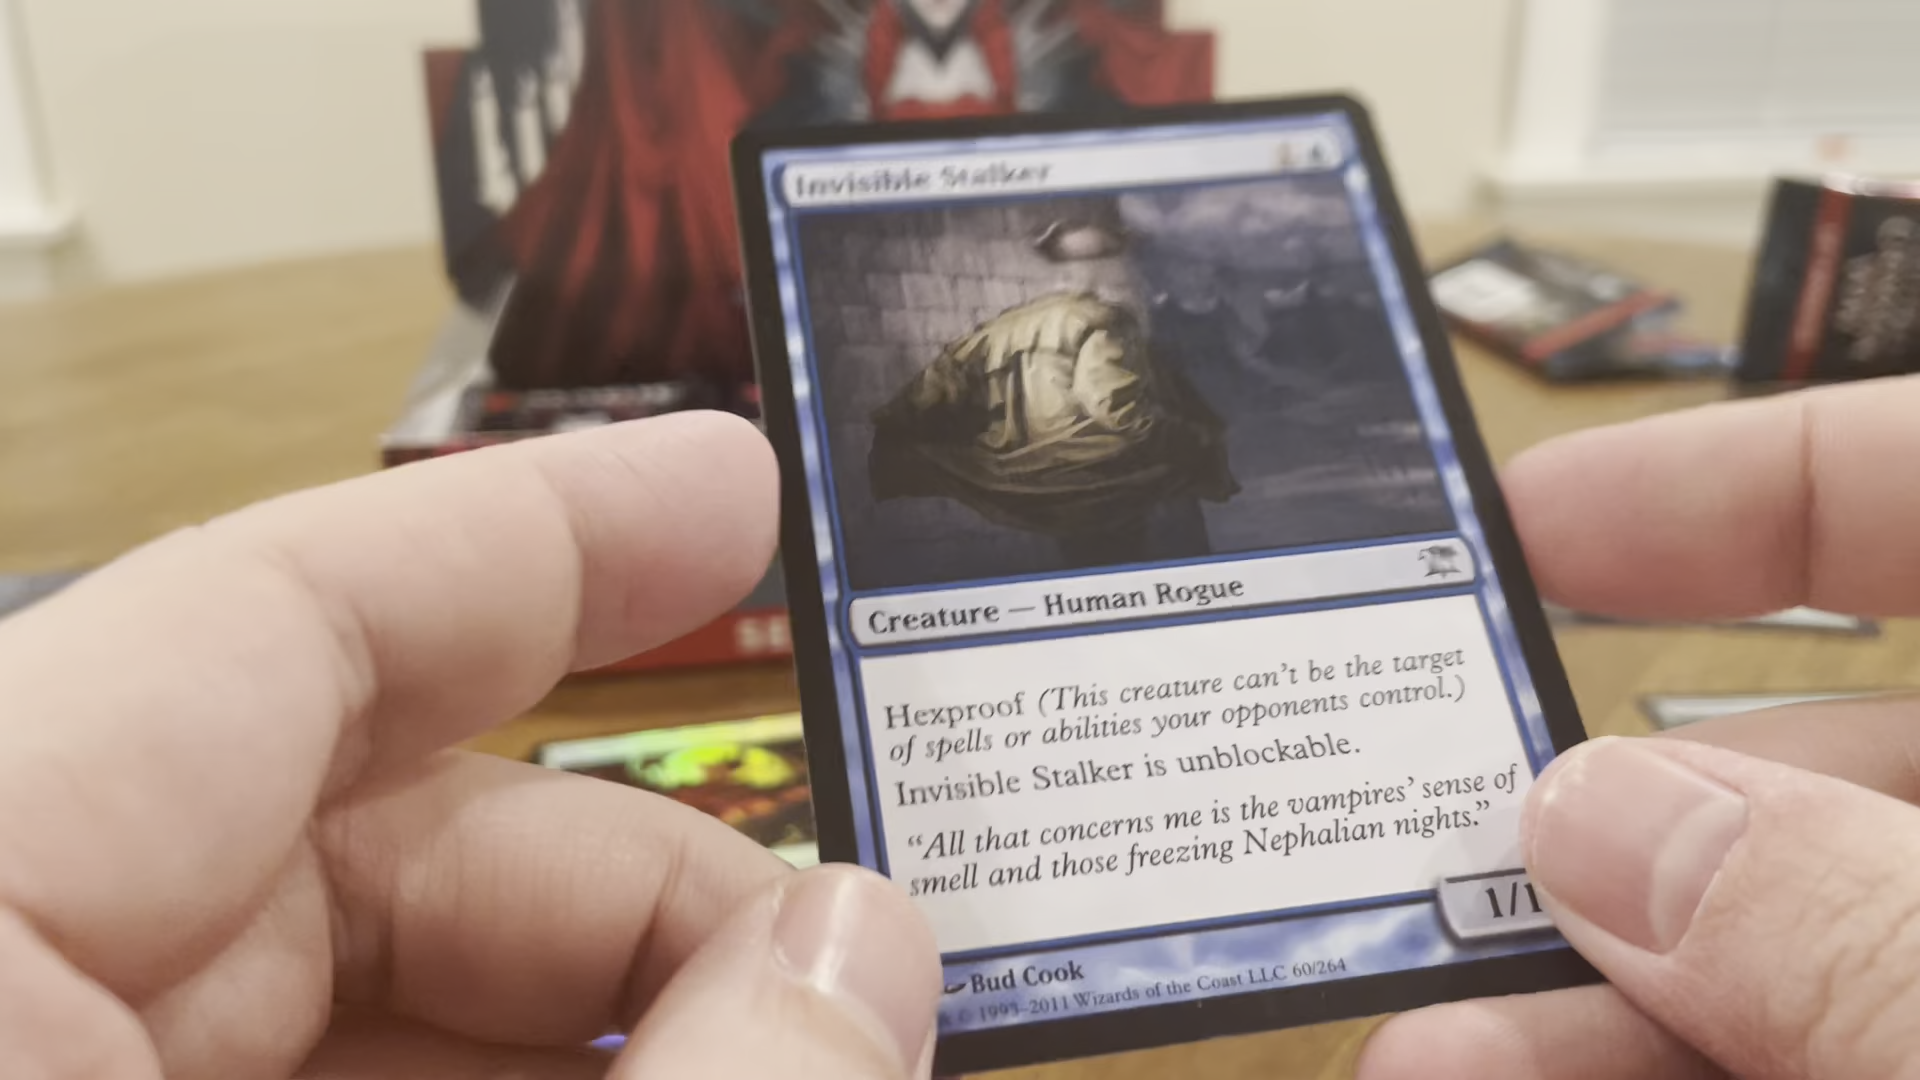 Invisible Stalker
Creature — Human Rogue
Hexproof (This creature can't be the target
of spells or abilities your opponents control.)
Invisible Stalker is unblockable.
“All that concerns me is the vampires’ sense of
smell and those freezing Nephalian nights.”
1/1
Bud Cook
© 1993–2011 Wizards of the Coast LLC 60/264